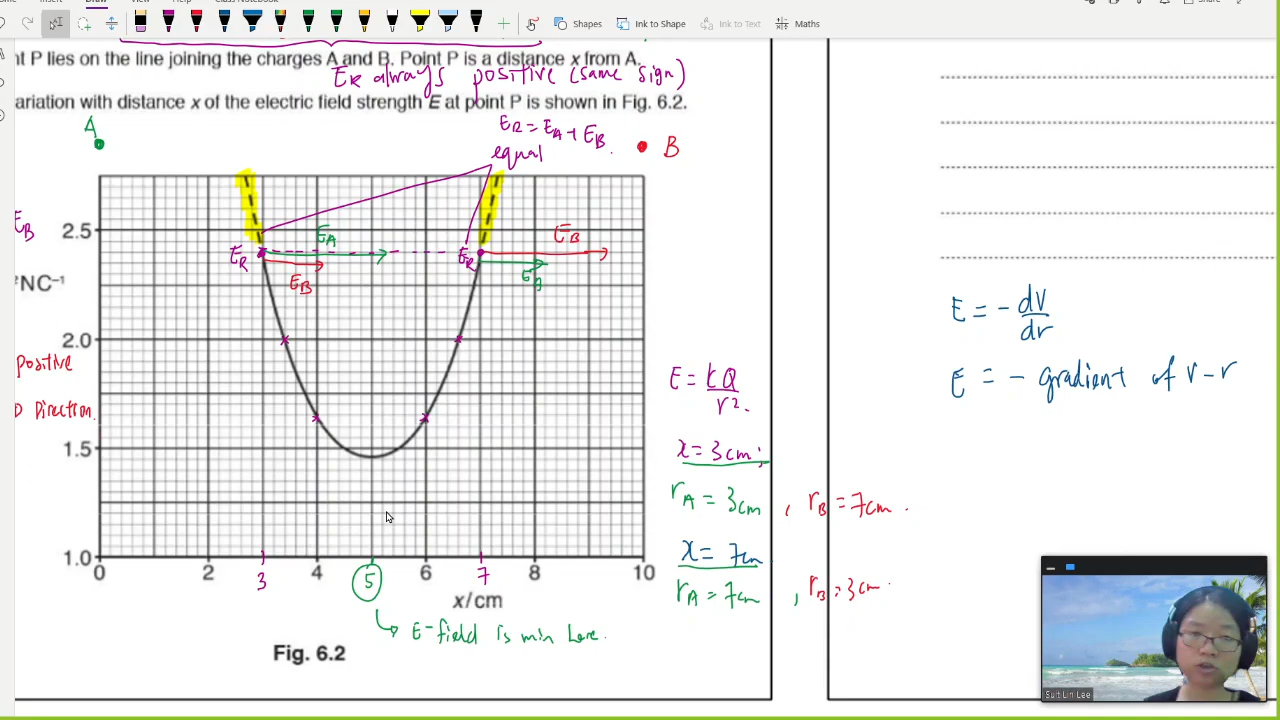 Shapes
Ink to Shape
Ink to Text
Maths
nt P lies on the line joining the charges A and B. Point P is a distance x from A.
ER always positive (same sign)
ariation with distance x of the electric field strength E at point P is shown in Fig. 6.2.
A
ER = EA + EB.
equal
B
EB
2.5
EA
EB
ER
ER
EB
EA
NC⁻¹
2.0
positive
Direction.
1.5
1.0
0 2 4 6 8 10
3 5 7
x/cm
E-field is min here.
Fig. 6.2
E = kQ
r².
x = 3cm;
rA = 3cm , rB = 7cm.
x = 7cm
rA = 7cm , rB = 3cm.
E = - dV
dr
E = - gradient of V-r
Suit Lin Lee